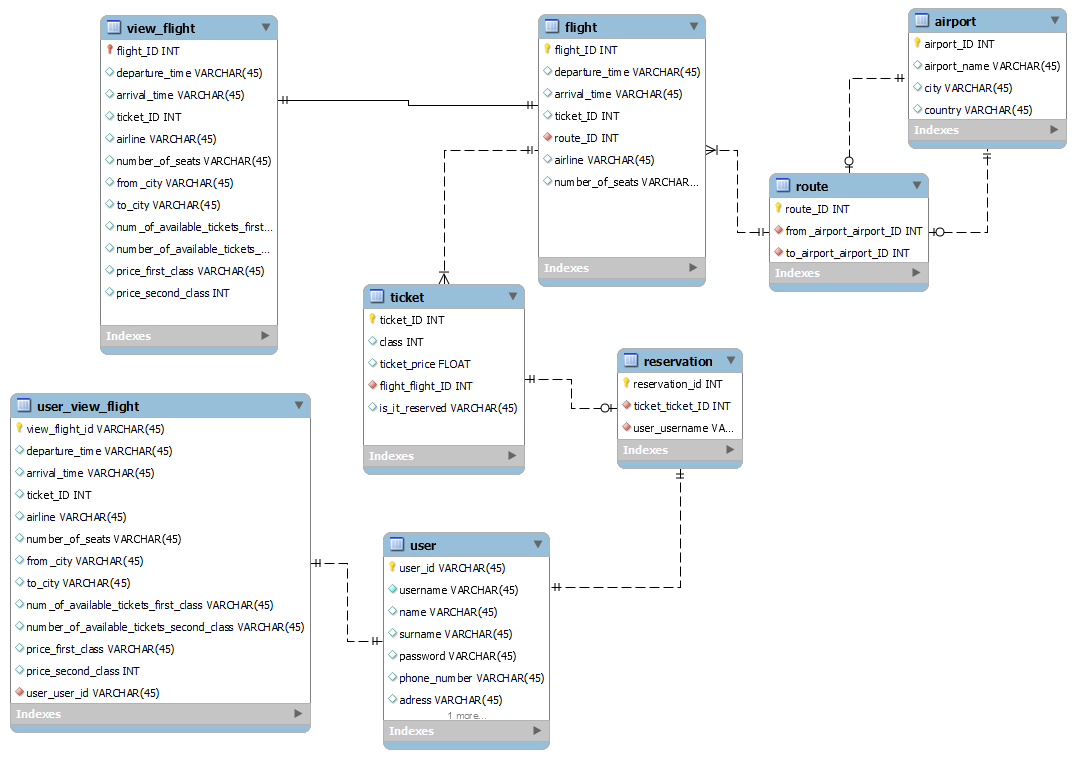 view_flight
flight_ID INT
departure_time VARCHAR(45)
arrival_time VARCHAR(45)
ticket_ID INT
airline VARCHAR(45)
number_of_seats VARCHAR(45)
from_city VARCHAR(45)
to_city VARCHAR(45)
num_of_available_tickets_first...
number_of_available_tickets_...
price_first_class VARCHAR(45)
price_second_class INT
Indexes
flight
flight_ID INT
departure_time VARCHAR(45)
arrival_time VARCHAR(45)
ticket_ID INT
route_ID INT
airline VARCHAR(45)
number_of_seats VARCHAR...
Indexes
airport
airport_ID INT
airport_name VARCHAR(45)
city VARCHAR(45)
country VARCHAR(45)
Indexes
route
route_ID INT
from_airport_airport_ID INT
to_airport_airport_ID INT
Indexes
ticket
ticket_ID INT
class INT
ticket_price FLOAT
flight_flight_ID INT
is_it_reserved VARCHAR(45)
Indexes
reservation
reservation_id INT
ticket_ticket_ID INT
user_username VA...
Indexes
user_view_flight
view_flight_id VARCHAR(45)
departure_time VARCHAR(45)
arrival_time VARCHAR(45)
ticket_ID INT
airline VARCHAR(45)
number_of_seats VARCHAR(45)
from_city VARCHAR(45)
to_city VARCHAR(45)
num_of_available_tickets_first_class VARCHAR(45)
number_of_available_tickets_second_class VARCHAR(45)
price_first_class VARCHAR(45)
price_second_class INT
user_user_id VARCHAR(45)
Indexes
user
user_id VARCHAR(45)
username VARCHAR(45)
name VARCHAR(45)
surname VARCHAR(45)
password VARCHAR(45)
phone_number VARCHAR(45)
adress VARCHAR(45)
1 more...
Indexes